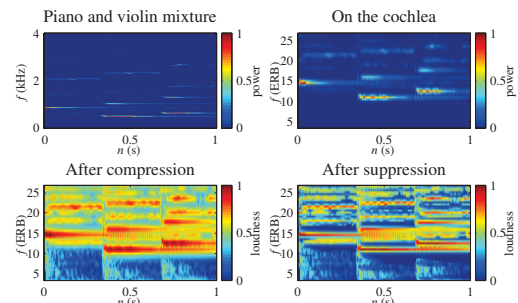 Piano and violin mixture
4
2
0
f (kHz)
0
0.5
1
n (s)
1
0.5
0
power
On the cochlea
25
20
15
10
5
f (ERB)
0
0.5
1
n (s)
1
0.5
0
power
After compression
25
20
15
10
5
f (ERB)
0
0.5
1
n (s)
1
0.5
0
loudness
After suppression
25
20
15
10
5
f (ERB)
0
0.5
1
n (s)
1
0.5
0
loudness